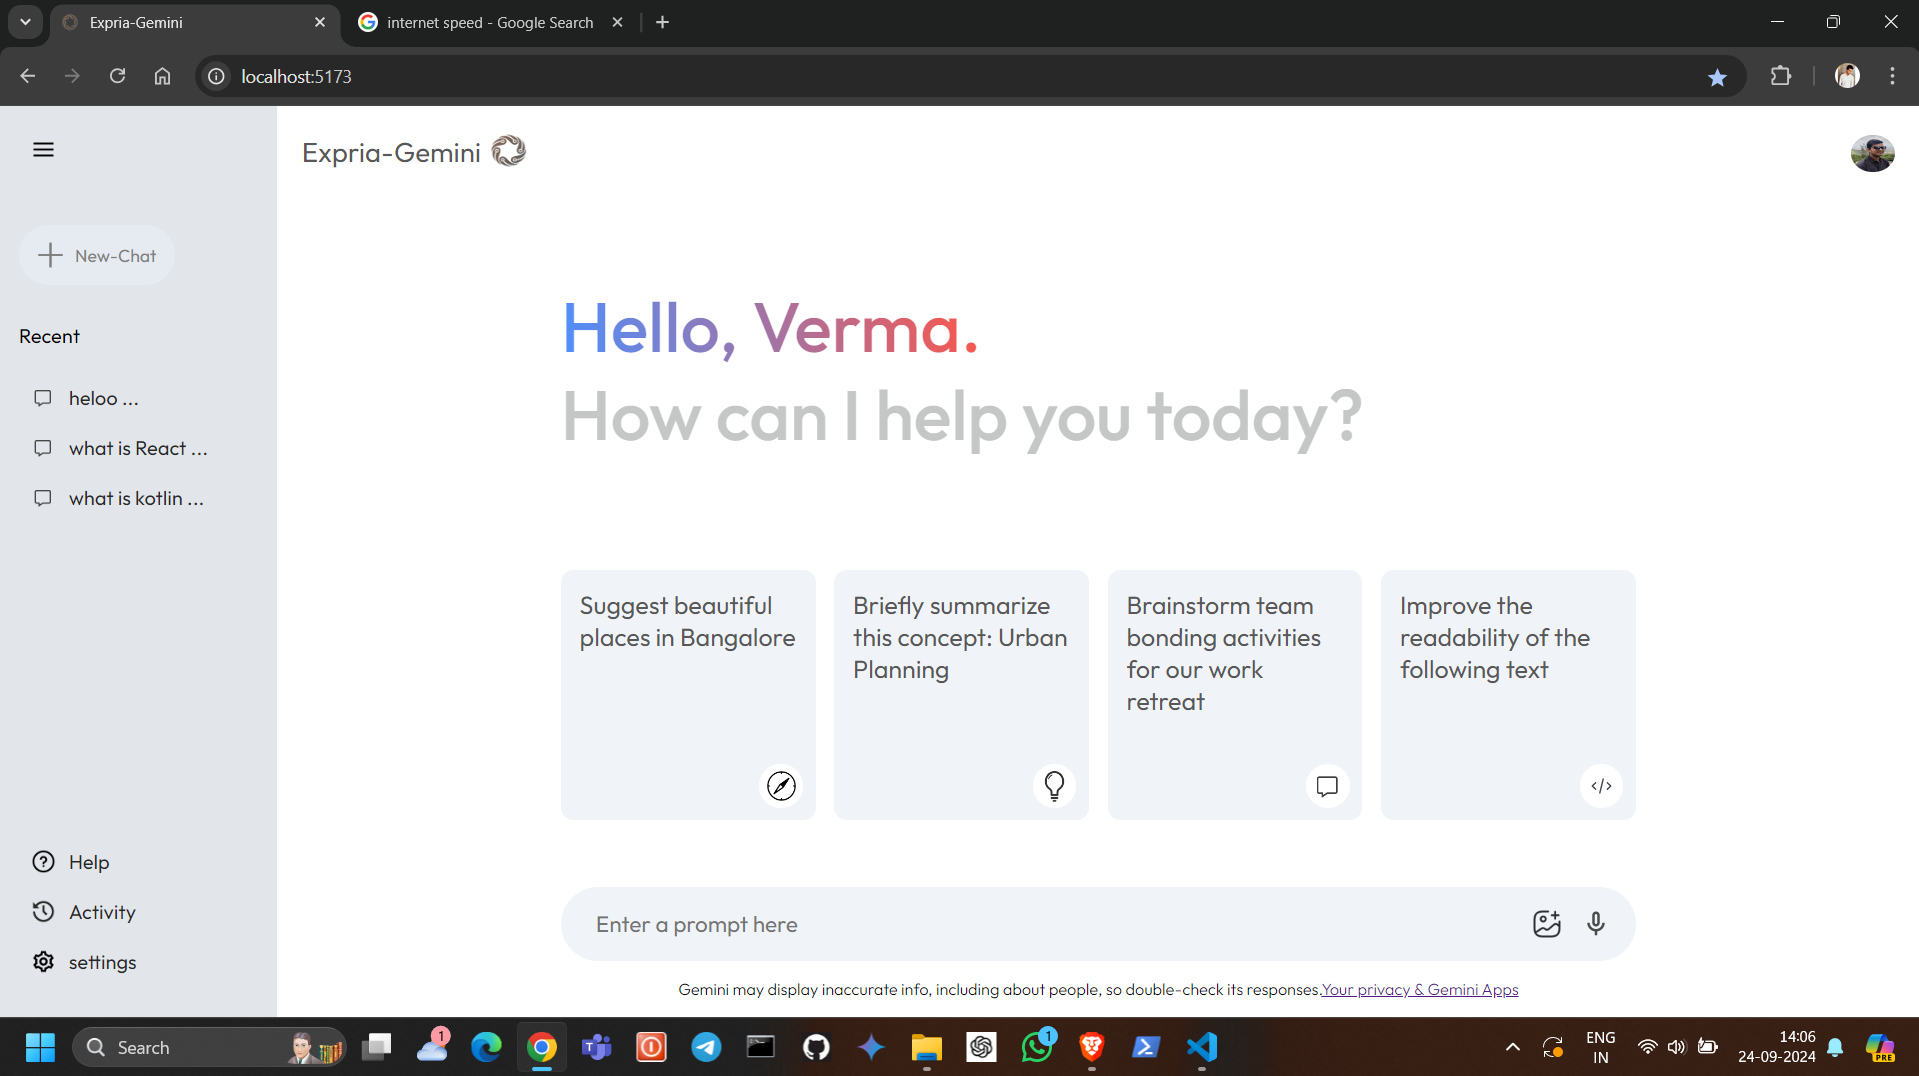 Expria-Gemini
internet speed - Google Search
localhost:5173
Expria-Gemini
New-Chat
Recent
heloo ...
what is React ...
what is kotlin ...
Help
Activity
settings
Hello, Verma.
How can I help you today?
Suggest beautiful
places in Bangalore
Briefly summarize
this concept: Urban
Planning
Brainstorm team
bonding activities
for our work
retreat
Improve the
readability of the
following text
</>
Enter a prompt here
Gemini may display inaccurate info, including about people, so double-check its responses.Your privacy & Gemini Apps
Search
1
1
ENG
IN
14:06
24-09-2024
PRE